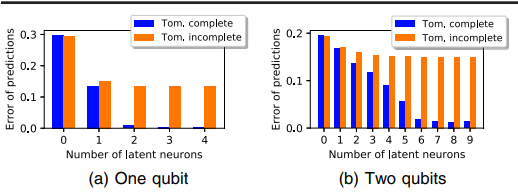 Tom. complete
Tom. incomplete
Error of predictions
0.3
0.2
0.1
0.0
0 1 2 3 4
Number of latent neurons
(a) One qubit
Tom. complete
Tom. incomplete
Error of predictions
0.2
0.1
0.0
0 1 2 3 4 5 6 7 8 9
Number of latent neurons
(b) Two qubits